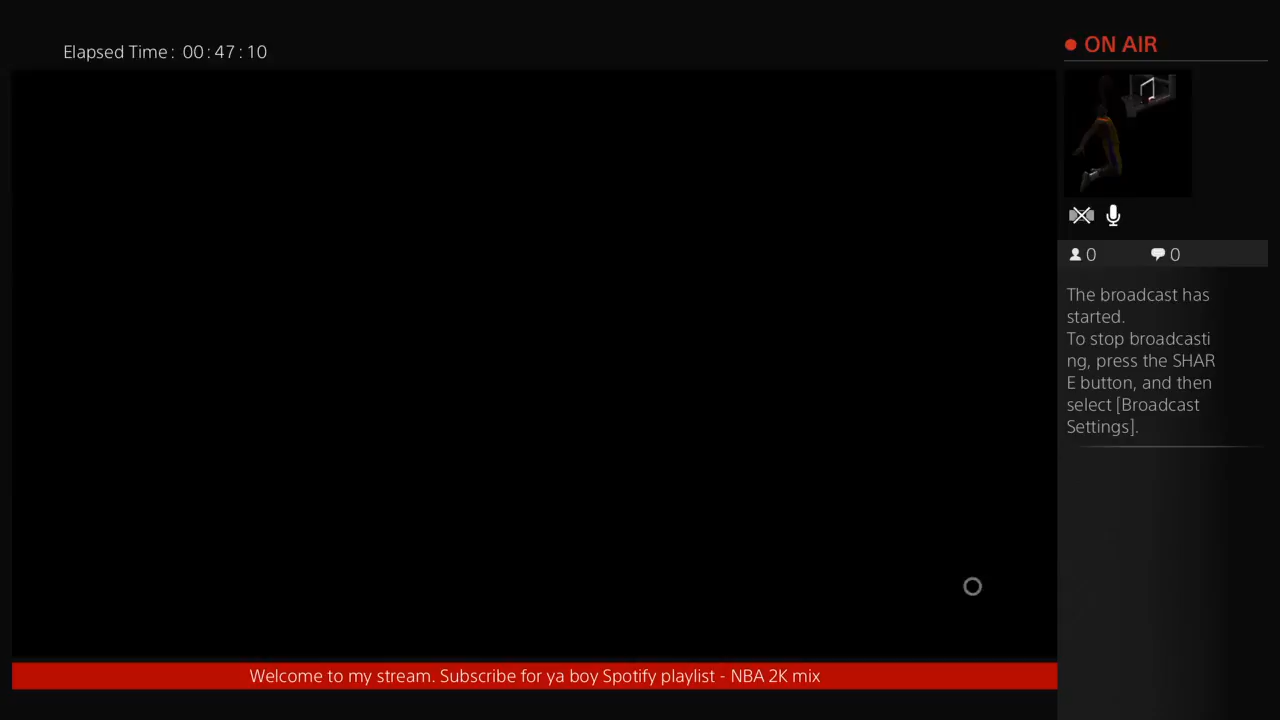 Elapsed Time: 00:47:10
ON AIR
0
0
The broadcast has
started.
To stop broadcasti
ng, press the SHAR
E button, and then
select [Broadcast
Settings].
Welcome to my stream. Subscribe for ya boy Spotify playlist - NBA 2K mix